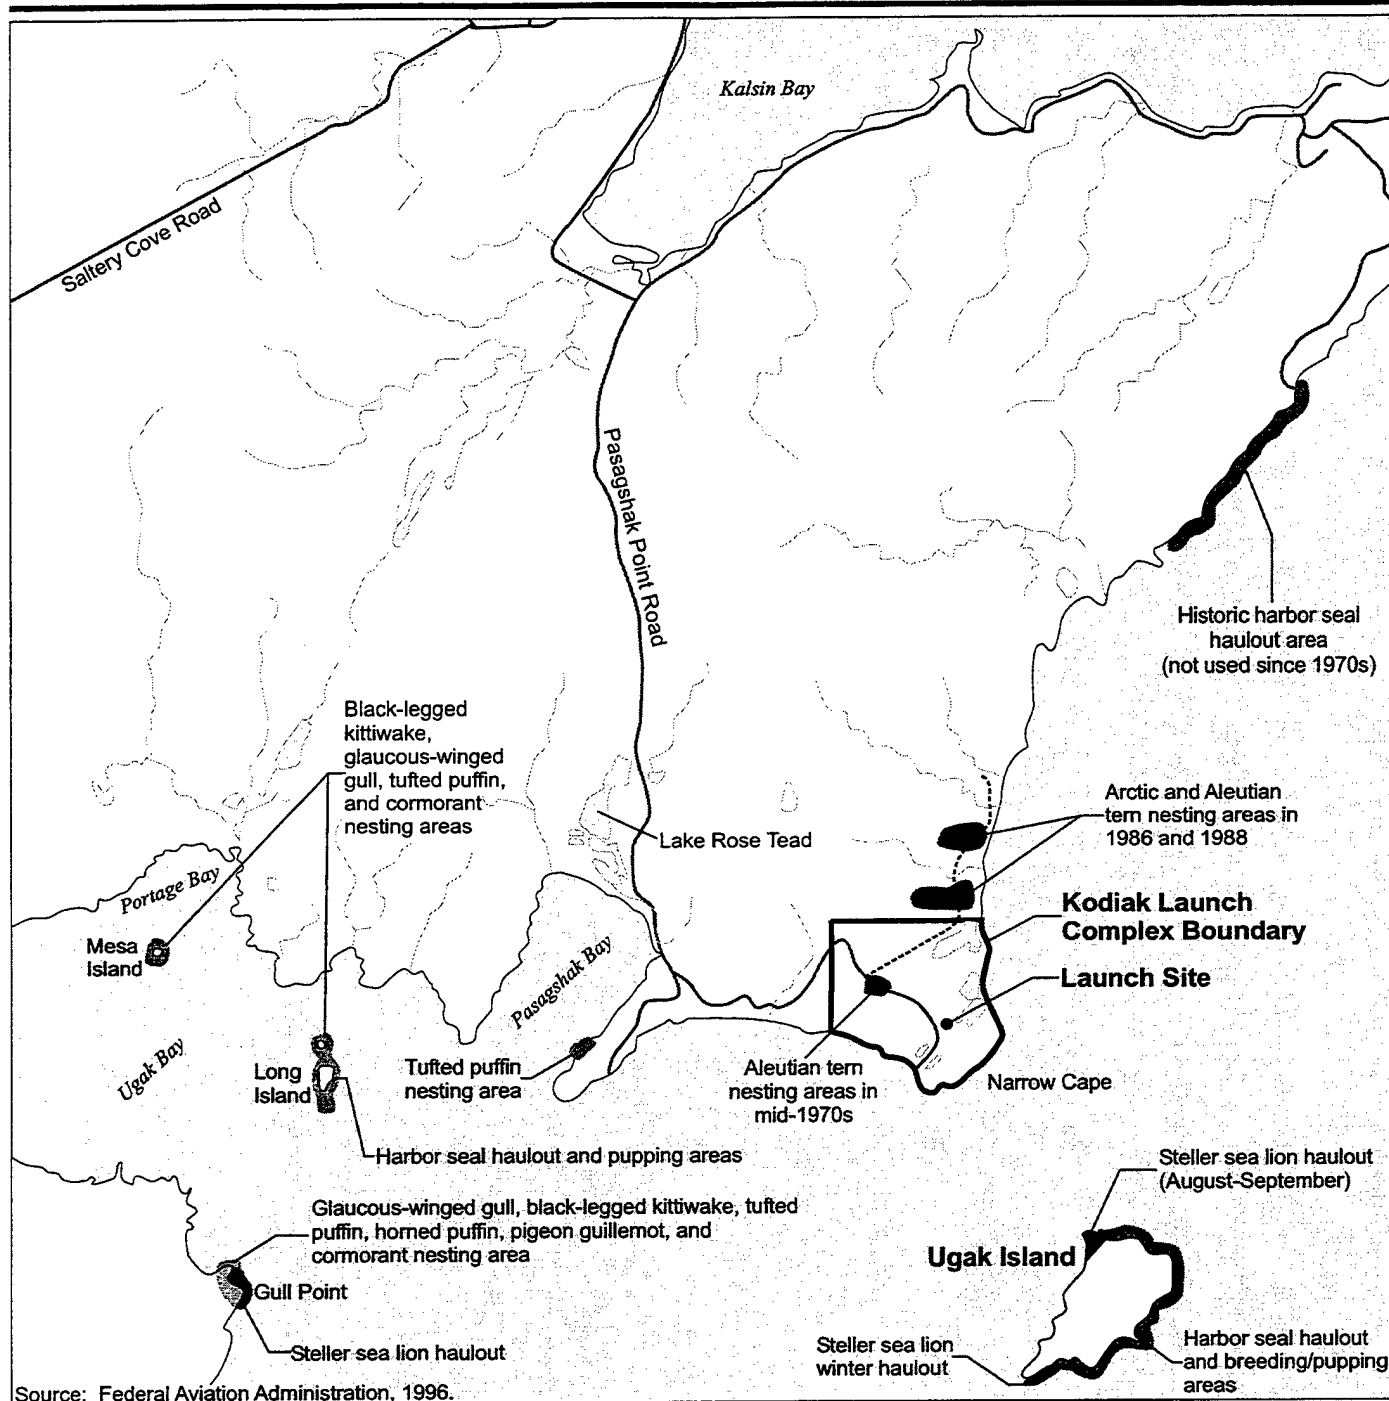 Kalsin Bay
Saltery Cove Road
Pasagshak Point Road
Historic harbor seal
haulout area
(not used since 1970s)
Black-legged
kittiwake,
glaucous-winged
gull, tufted puffin,
and cormorant
nesting areas
Arctic and Aleutian
tern nesting areas in
1986 and 1988
Lake Rose Tead
Portage Bay
Kodiak Launch
Complex Boundary
Mesa
Island
Pasagshak Bay
Launch Site
Ugak Bay
Long
Island
Tufted puffin
nesting area
Aleutian tern
nesting areas in
mid-1970s
Narrow Cape
Harbor seal haulout and pupping areas
Steller sea lion haulout
(August-September)
Glaucous-winged gull, black-legged kittiwake, tufted
puffin, horned puffin, pigeon guillemot, and
cormorant nesting area
Ugak Island
Gull Point
Steller sea lion haulout
Steller sea lion
winter haulout
Harbor seal haulout
and breeding/pupping
areas
Source: Federal Aviation Administration, 1996.